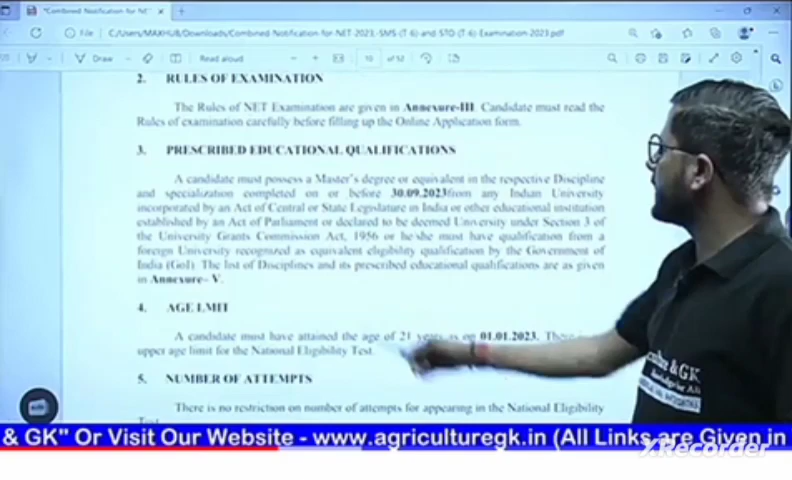 *Combined Notification for NET
File | C:/Users/MAXHUB/Downloads/Combined Notification for NET-2023,-SMS (T-6) and STO (T-6) Examination-2023.pdf
Draw
Read aloud
10 of 52
2. RULES OF EXAMINATION
The Rules of NET Examination are given in Annexure-III. Candidate must read the
Rules of examination carefully before filling up the Online Application form.
3. PRESCRIBED EDUCATIONAL QUALIFICATIONS
A candidate must possess a Master's degree or equivalent in the respective Discipline
and specialization completed on or before 30.09.2023 from any Indian University
incorporated by an Act of Central or State Legislature in India or other educational institution
established by an Act of Parliament or declared to be deemed University under Section 3 of
the University Grants Commission Act, 1956 or he/she must have qualification from a
foreign University recognized as equivalent eligibility qualification by the Government of
India (GoI). The list of Disciplines and its prescribed educational qualifications are as given
in Annexure– V.
4. AGE LMIT
A candidate must have attained the age of 21 years as on 01.01.2023. There
upper age limit for the National Eligibility Test.
5. NUMBER OF ATTEMPTS
There is no restriction on number of attempts for appearing in the National Eligibility
culture & GK
& GK" Or Visit Our Website - www.agriculturegk.in (All Links are Given in
XRecorder